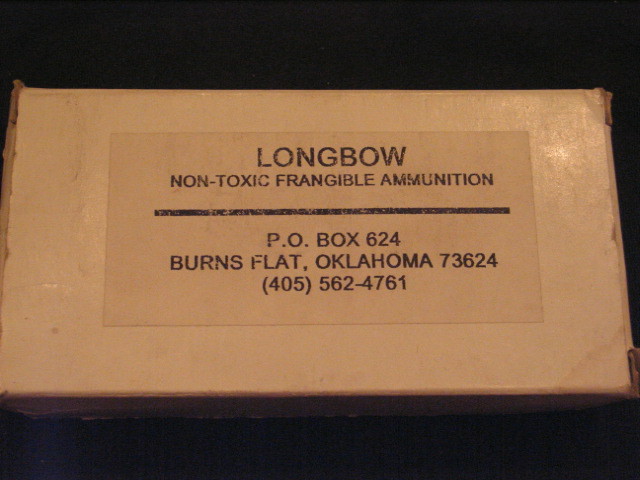 LONGBOW
NON-TOXIC FRANGIBLE AMMUNITION
P.O. BOX 624
BURNS FLAT, OKLAHOMA 73624
(405) 562-4761